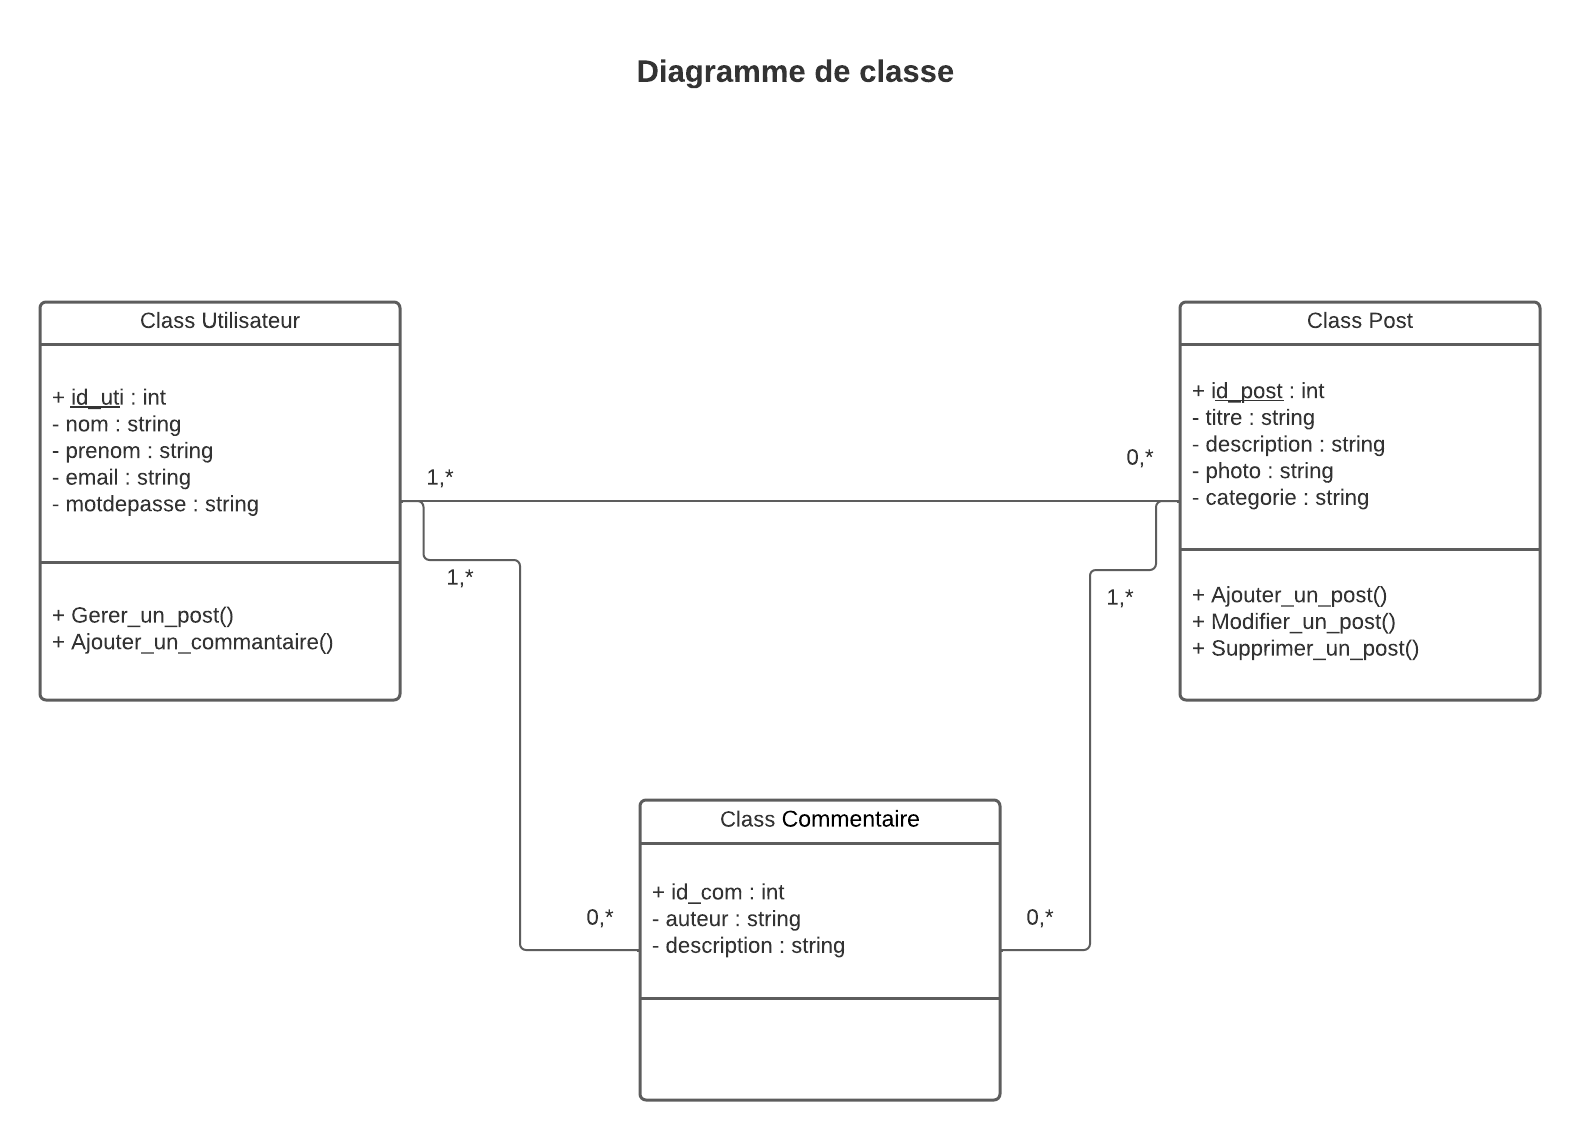 Diagramme de classe
Class Utilisateur
+ id_uti : int
- nom : string
- prenom : string
- email : string
- motdepasse : string
+ Gerer_un_post()
+ Ajouter_un_commantaire()
1,*
1,*
0,*
1,*
Class Post
+ id_post : int
- titre : string
- description : string
- photo : string
- categorie : string
+ Ajouter_un_post()
+ Modifier_un_post()
+ Supprimer_un_post()
Class Commentaire
+ id_com : int
- auteur : string
- description : string
0,*
0,*